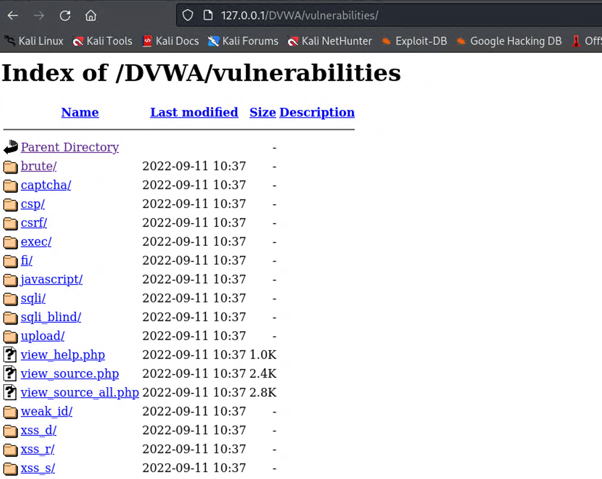 127.0.0.1/DVWA/vulnerabilities/
Kali Linux Kali Tools Kali Docs Kali Forums Kali NetHunter Exploit-DB Google Hacking DB OffS
Index of /DVWA/vulnerabilities
Name Last modified Size Description
Parent Directory -
brute/ 2022-09-11 10:37 -
captcha/ 2022-09-11 10:37 -
csp/ 2022-09-11 10:37 -
csrf/ 2022-09-11 10:37 -
exec/ 2022-09-11 10:37 -
fi/ 2022-09-11 10:37 -
javascript/ 2022-09-11 10:37 -
sqli/ 2022-09-11 10:37 -
sqli_blind/ 2022-09-11 10:37 -
upload/ 2022-09-11 10:37 -
view_help.php 2022-09-11 10:37 1.0K
view_source.php 2022-09-11 10:37 2.4K
view_source_all.php 2022-09-11 10:37 2.8K
weak_id/ 2022-09-11 10:37 -
xss_d/ 2022-09-11 10:37 -
xss_r/ 2022-09-11 10:37 -
xss_s/ 2022-09-11 10:37 -